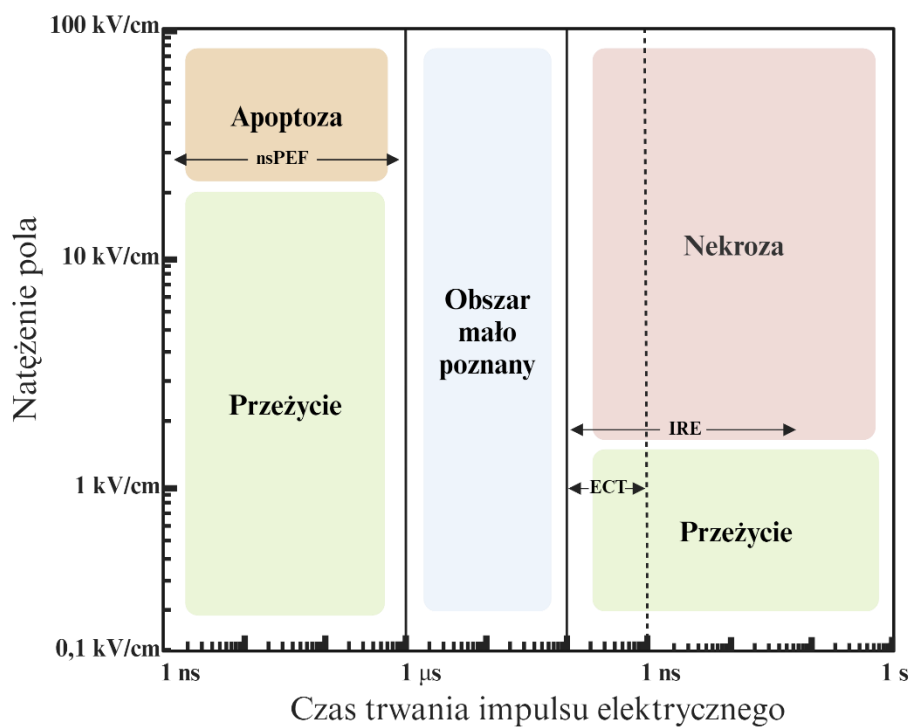 100 kV/cm
Apoptoza
nsPEF
10 kV/cm
Nekroza
Natężenie pola
Obszar
mało
poznany
Przeżycie
IRE
1 kV/cm
ECT
Przeżycie
0,1 kV/cm
1 ns
1 µs
1 ns
1 s
Czas trwania impulsu elektrycznego